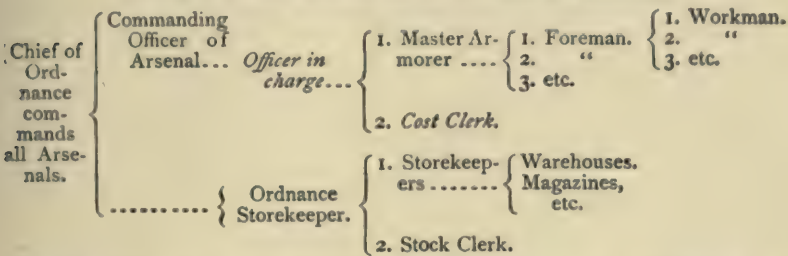 Chief of Ord- nance com- mands all Arse- nals.
Commanding Officer of Arsenal...
Officer in charge...
1. Master Ar- morer ....
1. Foreman.
2. "
3. etc.
1. Workman.
2. "
3. etc.
2. Cost Clerk.
..........
Ordnance Storekeeper.
1. Storekeep- ers .......
Warehouses.
Magazines,
etc.
2. Stock Clerk.